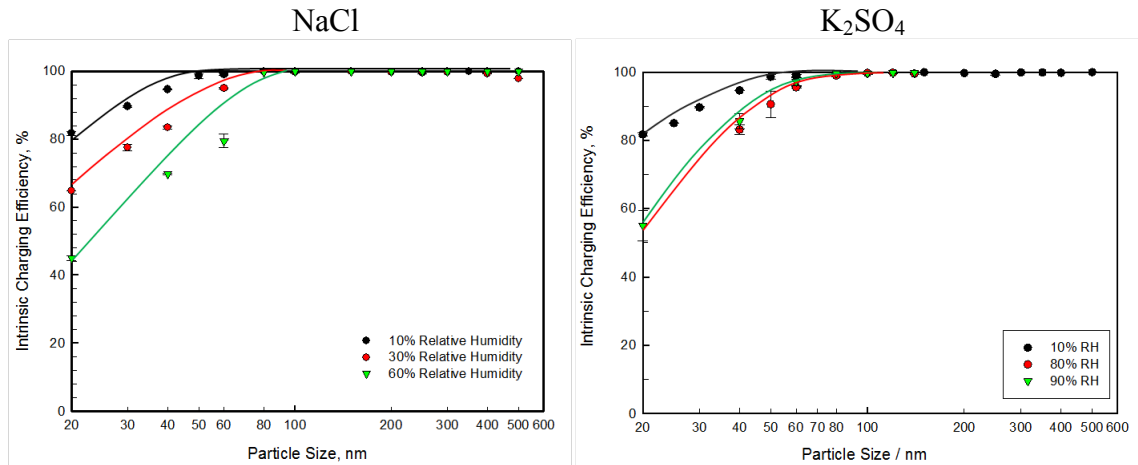 NaCl
Intrinsic Charging Efficiency, %
100
80
60
40
20
0
10% Relative Humidity
30% Relative Humidity
60% Relative Humidity
20 30 40 50 60 80 100 200 300 400 500 600
Particle Size, nm
K₂SO₄
Intrinsic Charging Efficiency, %
100
80
60
40
20
0
10% RH
80% RH
90% RH
20 30 40 50 60 70 80 100 200 300 400 600
Particle Size / nm